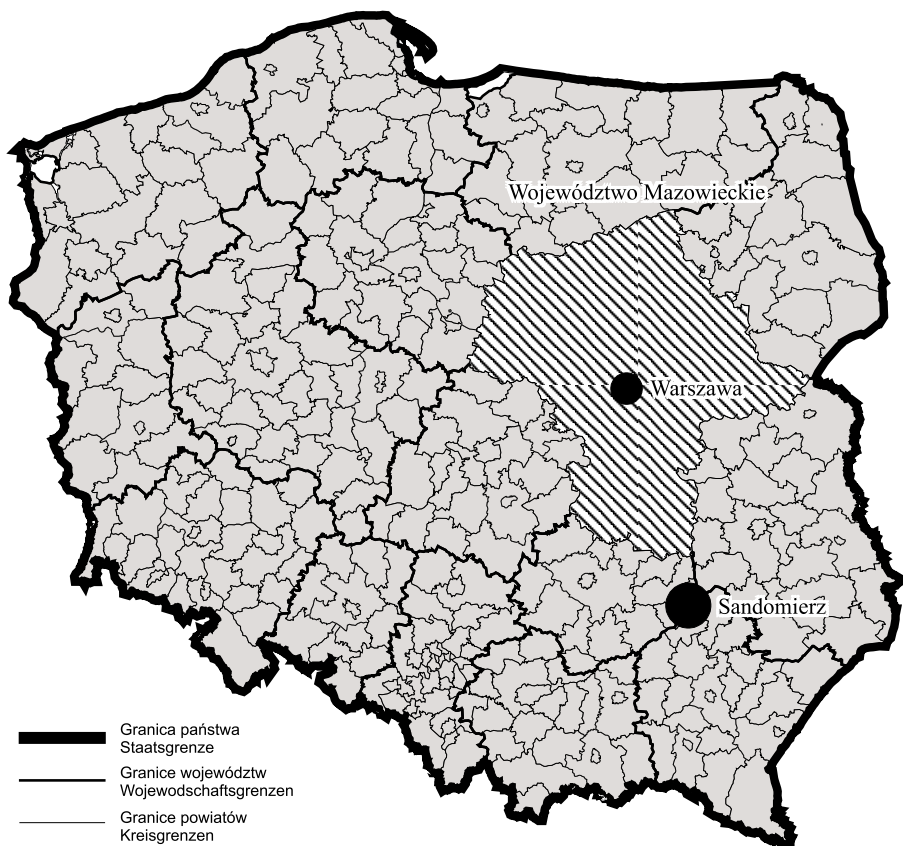 Województwo Mazowieckie
Warszawa
Sandomierz
Granica państwa
Staatsgrenze
Granice województw
Wojewodschaftsgrenzen
Granice powiatów
Kreisgrenzen